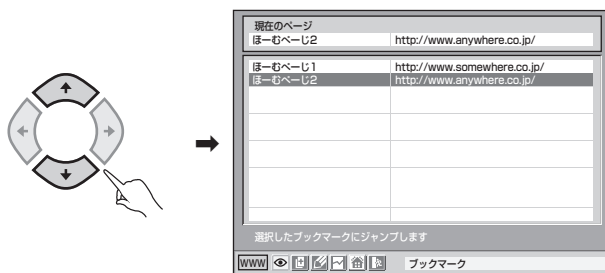 現在のページ
ほーむぺーじ2 http://www.anywhere.co.jp/
ほーむぺーじ1 http://www.somewhere.co.jp/
ほーむぺーじ2 http://www.anywhere.co.jp/
選択したブックマークにジャンプします
WWW ブックマーク